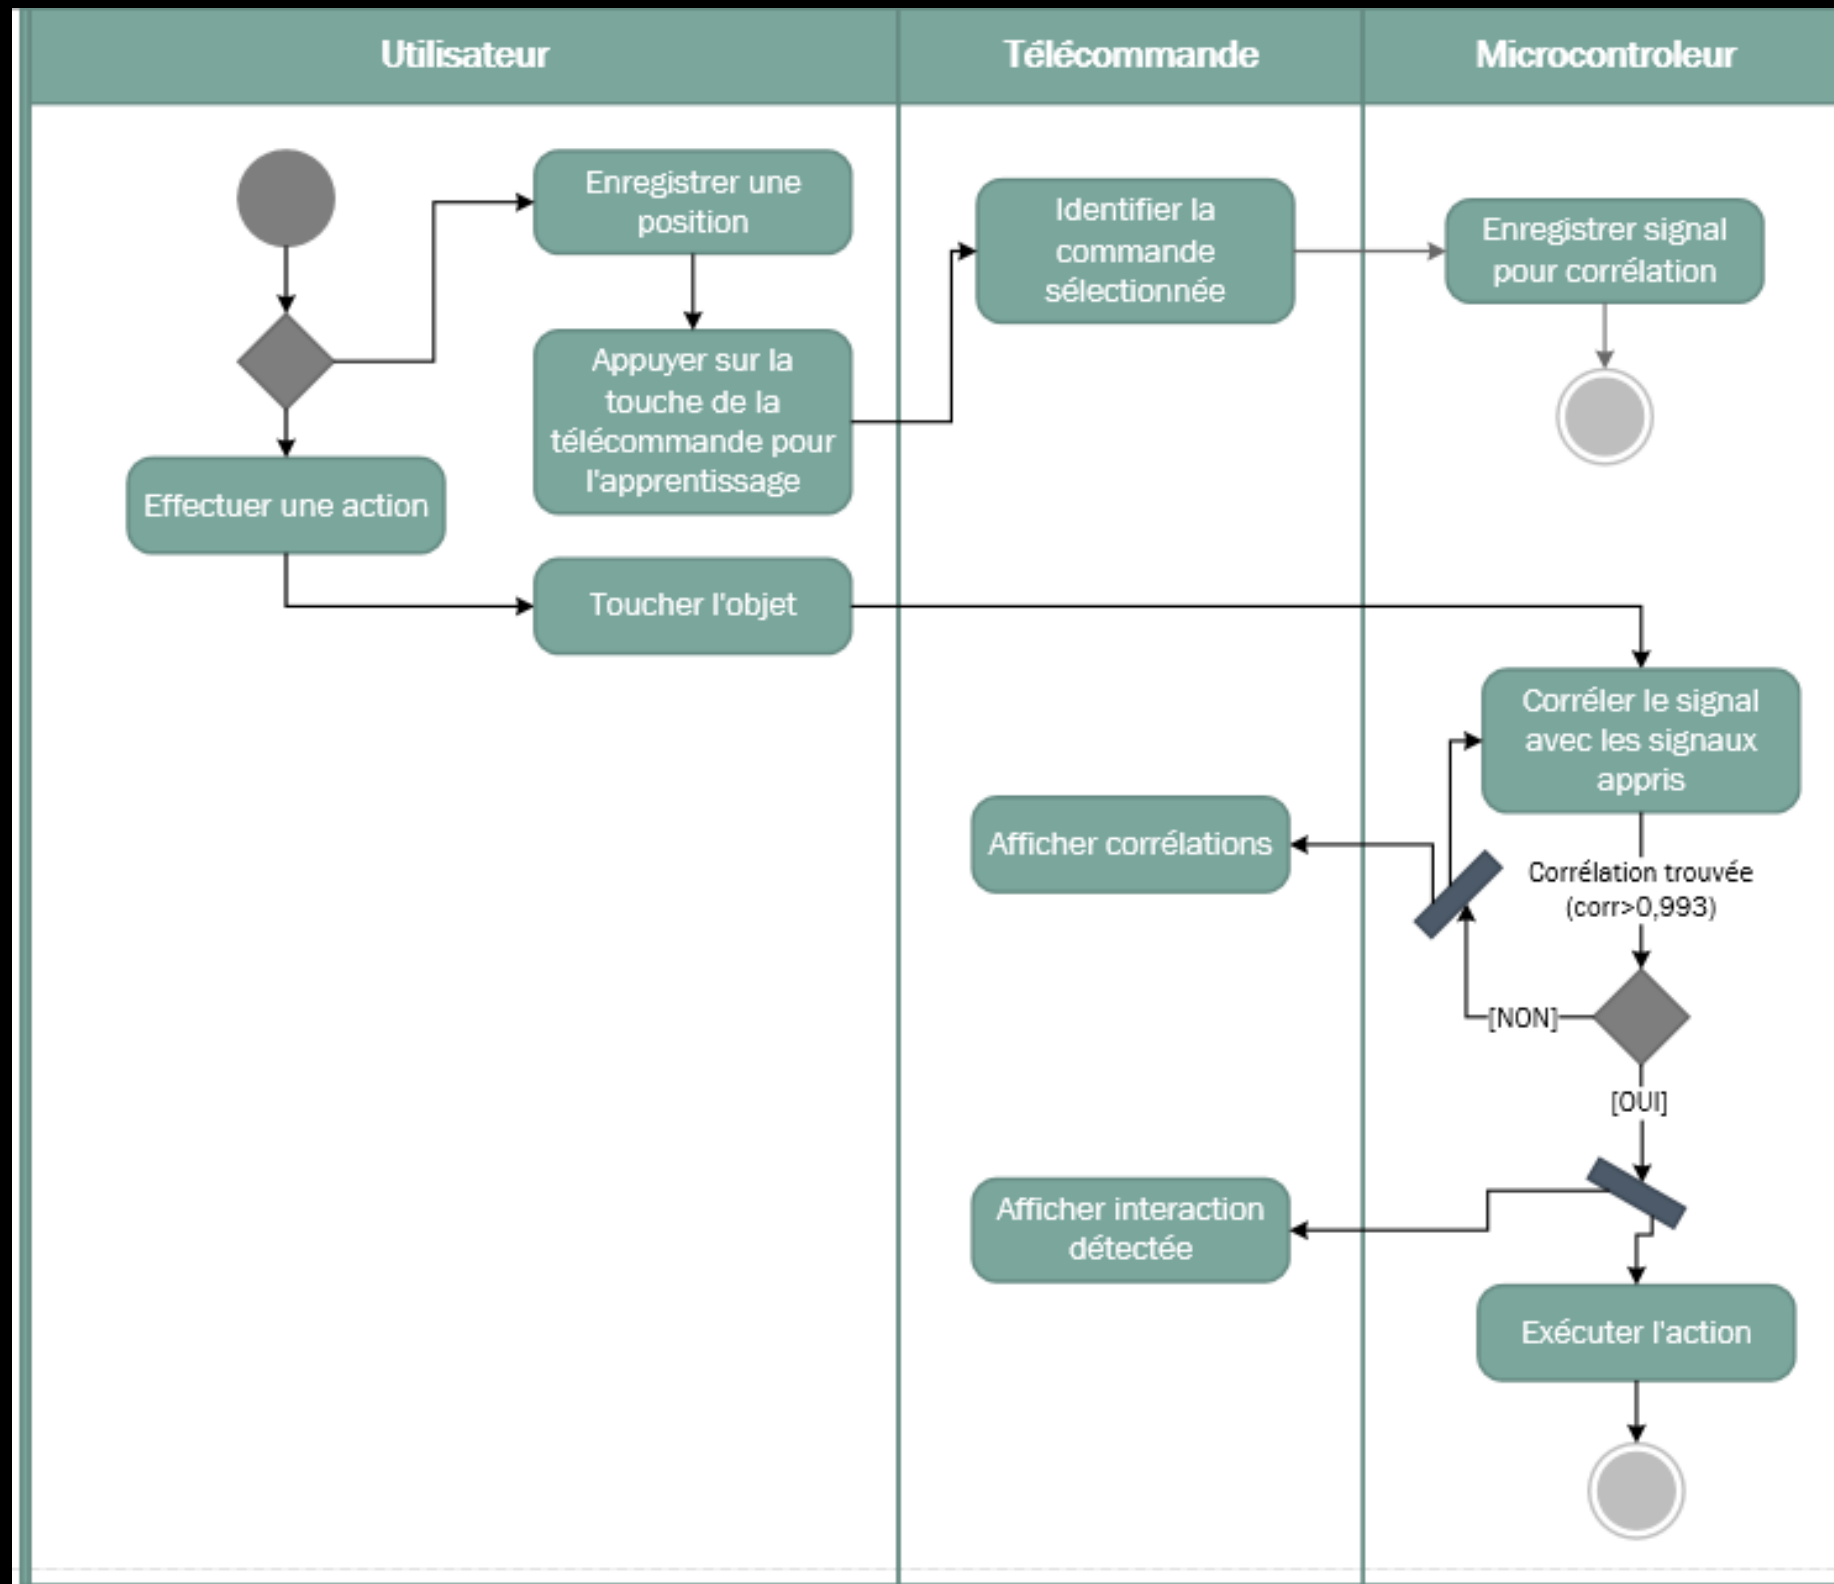 Utilisateur
Télécommande
Microcontroleur
Enregistrer une
position
Identifier la
commande
sélectionnée
Enregistrer signal
pour corrélation
Appuyer sur la
touche de la
télécommande pour
l'apprentissage
Effectuer une action
Toucher l'objet
Corréler le signal
avec les signaux
appris
Afficher corrélations
Corrélation trouvée
(corr>0,993)
[NON]
[OUI]
Afficher interaction
détectée
Exécuter l'action